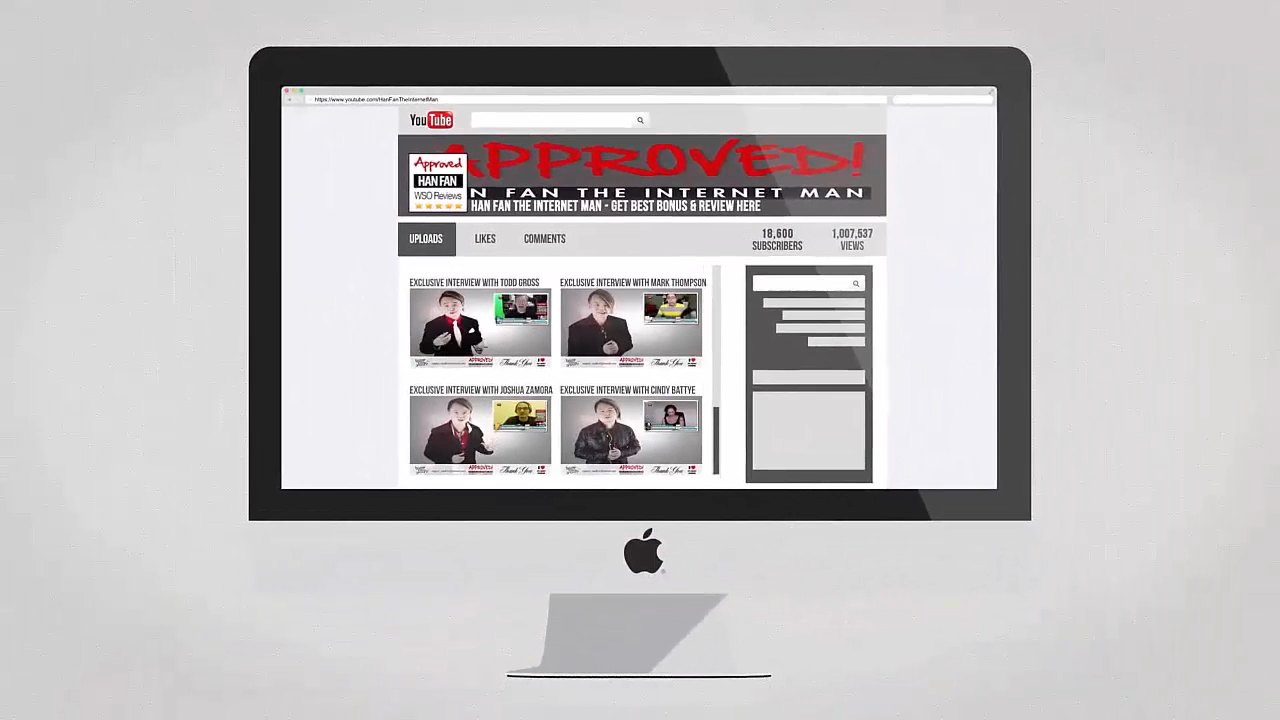 https://www.youtube.com/HanFanTheInternetMan
YouTube
APPROVED!
Approved
HAN FAN
WSO Reviews
N FAN THE INTERNET MAN
HAN FAN THE INTERNET MAN - GET BEST BONUS & REVIEW HERE
UPLOADS
LIKES
COMMENTS
18,600
SUBSCRIBERS
1,007,537
VIEWS
EXCLUSIVE INTERVIEW WITH TODD GROSS
EXCLUSIVE INTERVIEW WITH MARK THOMPSON
APPROVED!
Thank You
APPROVED!
Thank You
EXCLUSIVE INTERVIEW WITH JOSHUA ZAMORA
EXCLUSIVE INTERVIEW WITH CINDY BATTYE
APPROVED!
Thank You
APPROVED!
Thank You